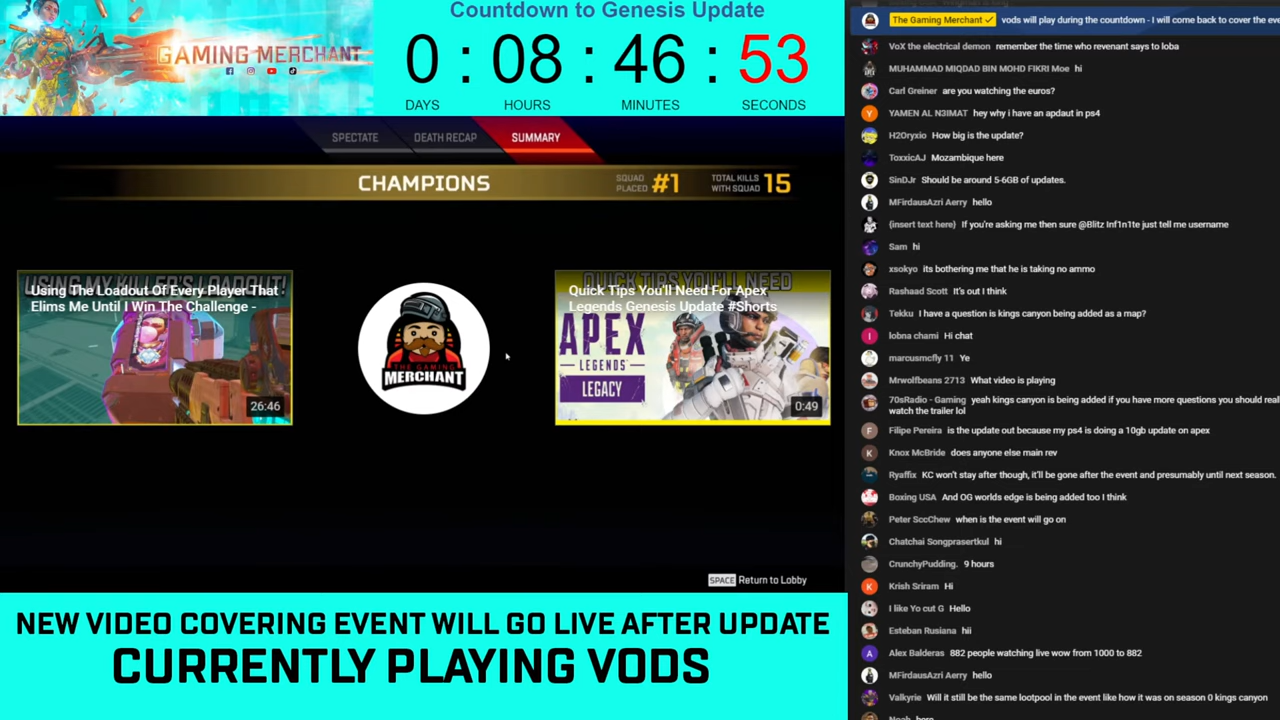 Countdown to Genesis Update
GAMING MERCHANT
0 : 08 : 46 : 53
DAYS HOURS MINUTES SECONDS
SPECTATE DEATH RECAP SUMMARY
CHAMPIONS
SQUAD PLACED #1
TOTAL KILLS WITH SQUAD 15
USING MY KILLER'S LOADOUT!
Using The Loadout Of Every Player That
Elims Me Until I Win The Challenge -
26:46
THE GAMING
MERCHANT
QUICK TIPS YOU'LL NEED
Quick Tips You'll Need For Apex
Legends Genesis Update #Shorts
APEX
LEGENDS
LEGACY
0:49
SPACE Return to Lobby
NEW VIDEO COVERING EVENT WILL GO LIVE AFTER UPDATE
CURRENTLY PLAYING VODS
The Gaming Merchant vods will play during the countdown - I will come back to cover the eve
VoX the electrical demon remember the time who revenant says to loba
MUHAMMAD MIQDAD BIN MOHD FIKRI Moe hi
Carl Greiner are you watching the euros?
YAMEN AL N3IMAT hey why i have an apdaut in ps4
H2Oryxio How big is the update?
ToxxicAJ Mozambique here
SinDJr Should be around 5-6GB of updates.
MFirdausAzri Aerry hello
{insert text here} If you're asking me then sure @Blitz Inf1n1te just tell me username
Sam hi
xsokyo its bothering me that he is taking no ammo
Rashaad Scott It's out I think
Tekku I have a question is kings canyon being added as a map?
lobna chami Hi chat
marcusmcfly 11 Ye
Mrwolfbeans 2713 What video is playing
70sRadio - Gaming yeah kings canyon is being added if you have more questions you should real
watch the trailer lol
Filipe Pereira is the update out because my ps4 is doing a 10gb update on apex
Knox McBride does anyone else main rev
Ryaffix KC won't stay after though, it'll be gone after the event and presumably until next season.
Boxing USA And OG worlds edge is being added too I think
Peter SccChew when is the event will go on
Chatchai Songprasertkul hi
CrunchyPudding. 9 hours
Krish Sriram Hi
I like Yo cut G Hello
Esteban Rusiana hii
Alex Balderas 882 people watching live wow from 1000 to 882
MFirdausAzri Aerry hello
Valkyrie Will it still be the same lootpool in the event like how it was on season 0 kings canyon